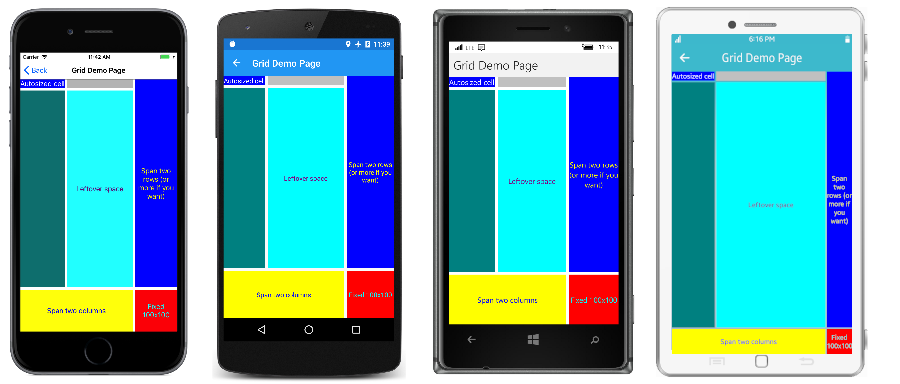 Carrier 11:42 AM
Back Grid Demo Page
Autosized cell
Leftover space
Span two
rows (or
more if you
want)
Span two columns
Fixed
100x100
11:39
Grid Demo Page
Autosized cell
Leftover space
Span two rows
(or more if you
want)
Span two columns
Fixed 100x100
LTE
Grid Demo Page
Autosized cell
Leftover space
Span two rows
(or more if you
want)
Span two columns
Fixed 100x100
6:16 PM
Grid Demo Page
Autosized cell
Leftover space
Span
two
rows (or
more if
you
want)
Span two columns
Fixed
100x100